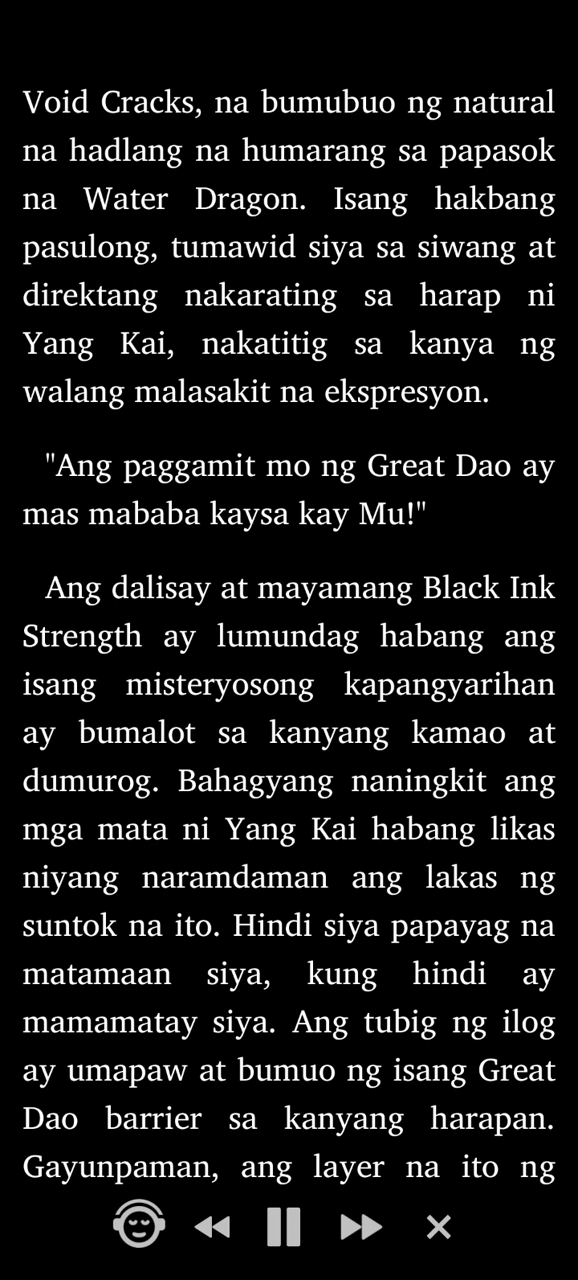 Void Cracks, na bumubuo ng natural
na hadlang na humarang sa papasok
na Water Dragon. Isang hakbang
pasulong, tumawid siya sa siwang at
direktang nakarating sa harap ni
Yang Kai, nakatitig sa kanya ng
walang malasakit na ekspresyon.
"Ang paggamit mo ng Great Dao ay
mas mababa kaysa kay Mu!"
Ang dalisay at mayamang Black Ink
Strength ay lumundag habang ang
isang misteryosong kapangyarihan
ay bumalot sa kanyang kamao at
dumurog. Bahagyang naningkit ang
mga mata ni Yang Kai habang likas
niyang naramdaman ang lakas ng
suntok na ito. Hindi siya papayag na
matamaan siya, kung hindi ay
mamamatay siya. Ang tubig ng ilog
ay umapaw at bumuo ng isang Great
Dao barrier sa kanyang harapan.
Gayunpaman, ang layer na ito ng